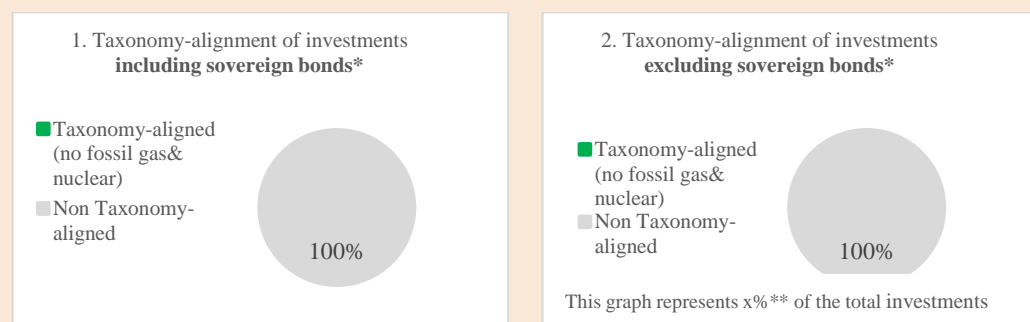 1. Taxonomy-alignment of investments
including sovereign bonds*
Taxonomy-aligned
(no fossil gas&
nuclear)
Non Taxonomy-
aligned
100%
2. Taxonomy-alignment of investments
excluding sovereign bonds*
Taxonomy-aligned
(no fossil gas&
nuclear)
Non Taxonomy-
aligned
100%
This graph represents x%** of the total investments